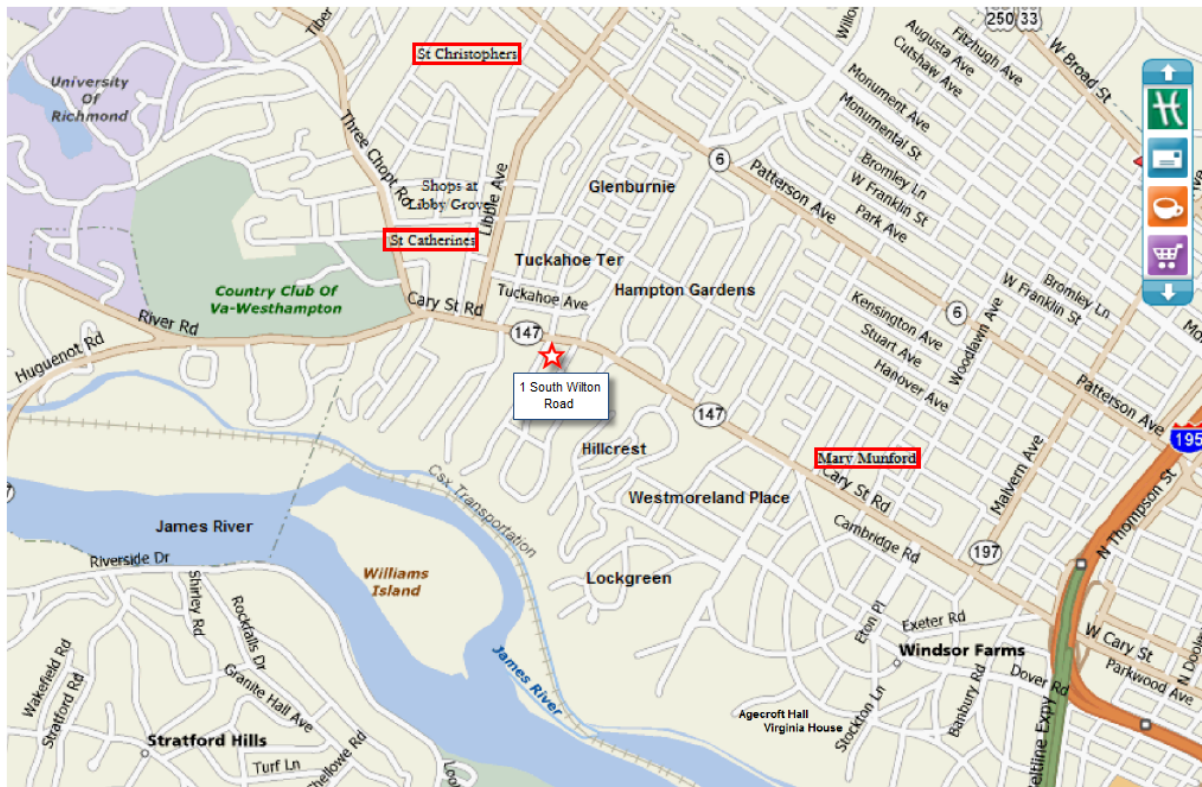 Tiber
St Christophers
Willow
250 33
Augusta Ave
Fitzhugh Ave
Cutshaw Ave
W Broad St
University
Of
Richmond
Three Chopt Rd
Monument Ave
Monumental St
6
Patterson Ave
Bromley Ln
W Franklin St
Park Ave
Shops at
Libby Grove
Libbie Ave
Glenburnie
St Catherines
Tuckahoe Ter
Hampton Gardens
Tuckahoe Ave
Country Club Of
Va-Westhampton
Cary St Rd
River Rd
Huguenot Rd
147
1 South Wilton
Road
Bromley Ln
W Franklin St
Mo
Kensington Ave
6
Stuart Ave
Woodlawn Ave
Hanover Ave
Patterson Ave
147
195
Hillcrest
Mary Munford
Cary St Rd
Westmoreland Place
Csx Transportation
Malvern Ave
N Thompson St
Cambridge Rd
197
James River
Riverside Dr
Williams
Island
Lockgreen
Shirley Rd
Rockfalls Dr
Eton Pl
Exeter Rd
W Cary St
Windsor Farms
Parkwood Ave
N Dooley
Dover Rd
James River
Wakefield Rd
Stratford Rd
Granite Hall Ave
Agecroft Hall
Virginia House
Stockton Ln
Banbury Rd
eltline Expy
Stratford Hills
Turf Ln
hellowe Rd